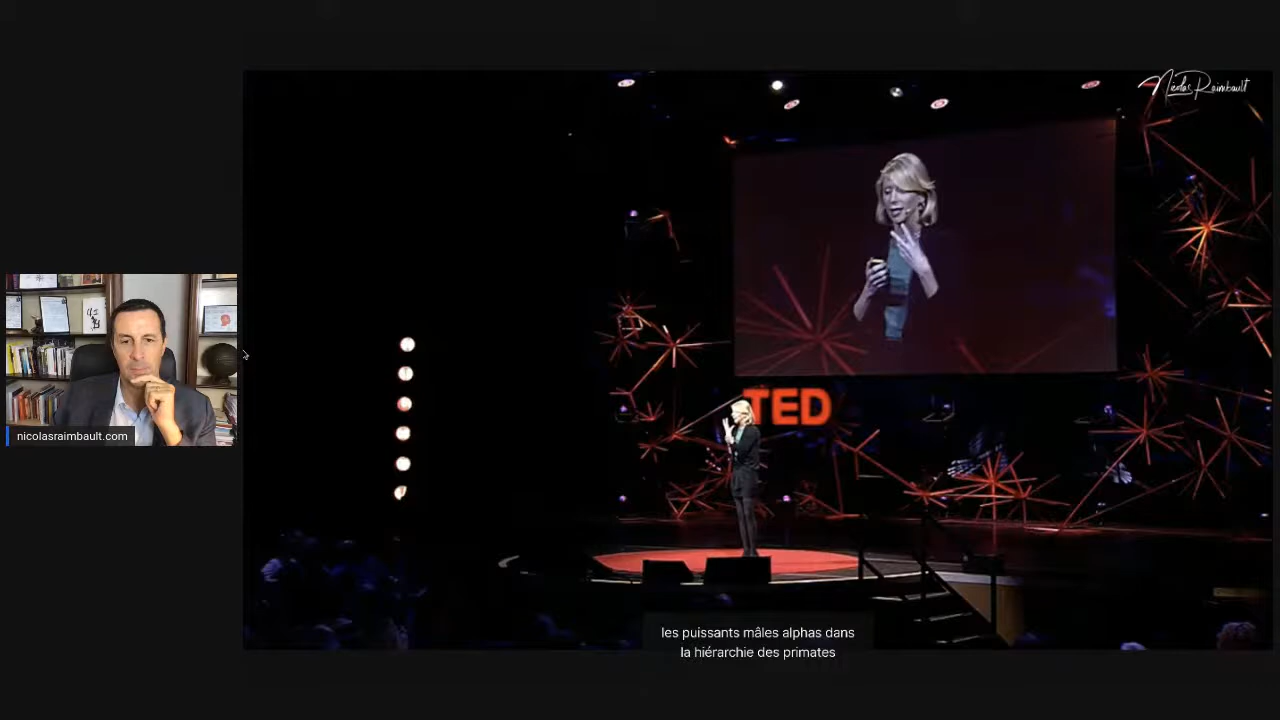 Nicolas Raimbault
nicolasraimbault.com
TED
les puissants mâles alphas dans
la hiérarchie des primates